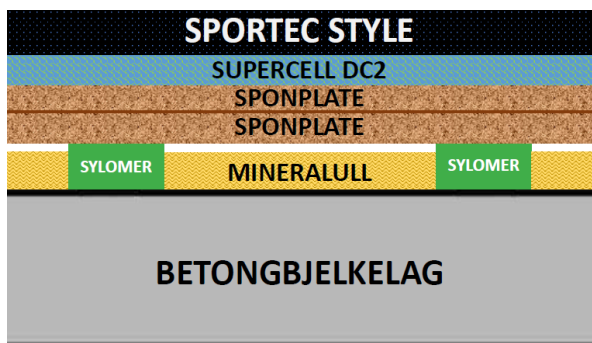 SPORTEC STYLE
SUPERCELL DC2
SPONPLATE
SPONPLATE
SYLOMER
MINERALULL
SYLOMER
BETONGBJELKELAG